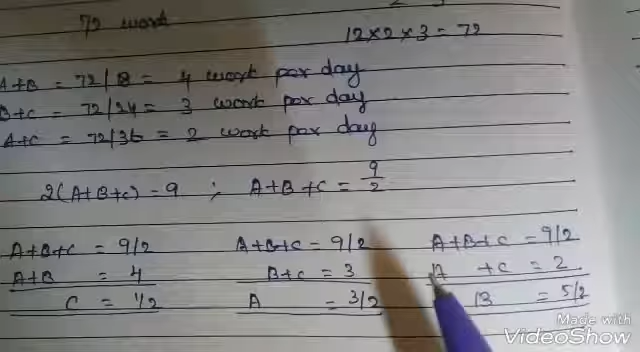 72 work
12×2×3 = 72
A+B = 72/18 = 4 work per day
B+C = 72/24 = 3 work per day
A+C = 72/36 = 2 work per day
2(A+B+C) = 9 ; A+B+C = 9/2
A+B+C = 9/2 A+B+C = 9/2 A+B+C = 9/2
A+B = 4 B+C = 3 A +C = 2
C = 1/2 A = 3/2 B = 5/2
Made with
VideoShow